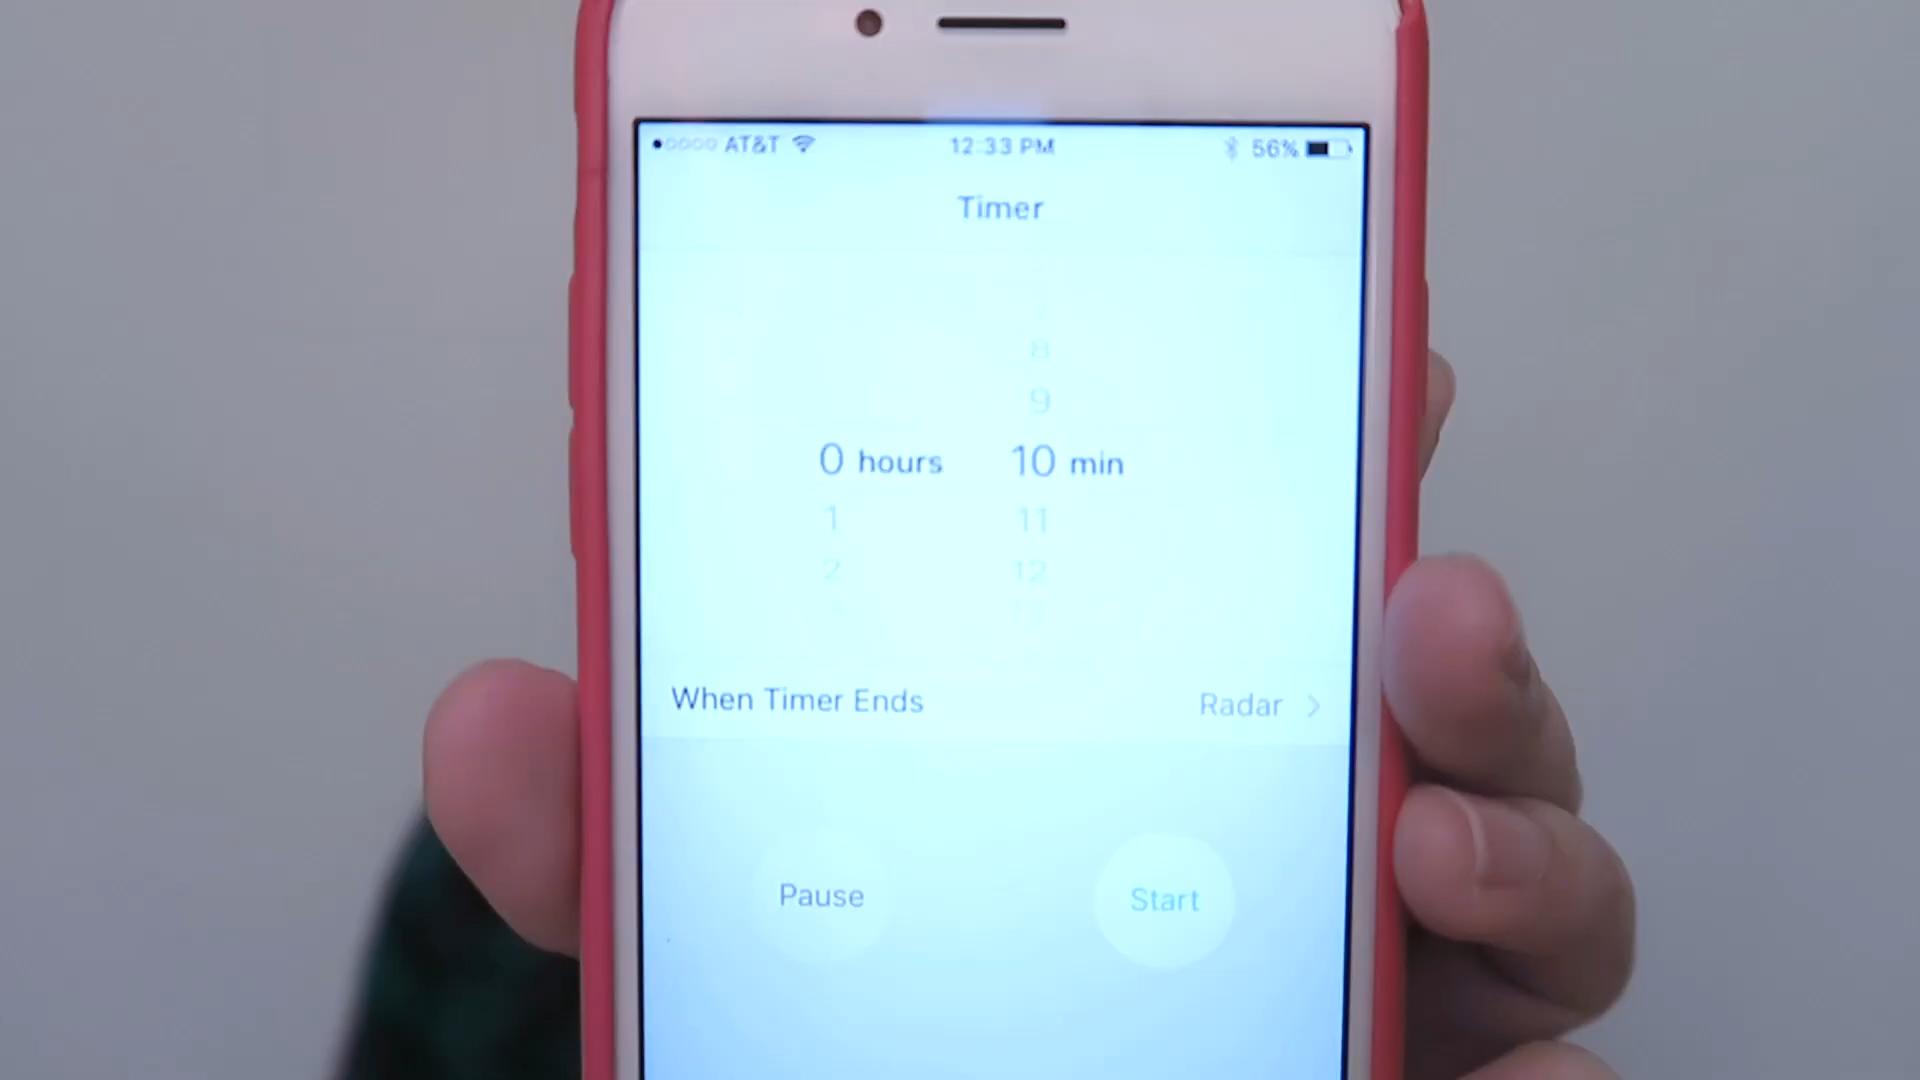 AT&T 12:33 PM 56%
Timer
8
9
0 hours 10 min
1 11
2 12
When Timer Ends Radar >
Pause Start